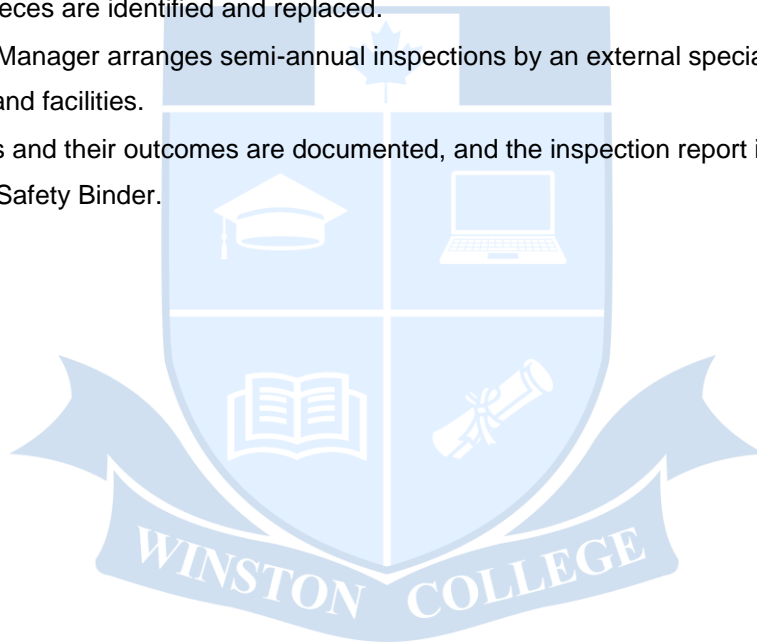 eces are identified and replaced.
Manager arranges semi-annual inspections by an external specia
and facilities.
s and their outcomes are documented, and the inspection report i
Safety Binder.
WINSTON COLLEGE